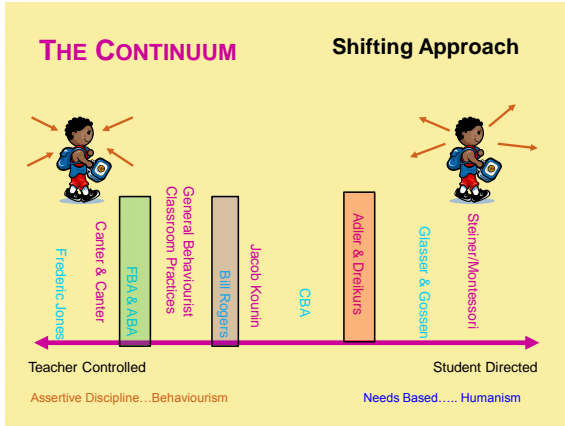 THE CONTINUUM
Shifting Approach
Frederic Jones
Canter & Canter
FBA & ABA
General Behaviourist
Classroom Practices
Bill Rogers
Jacob Kounin
CBA
Adler & Dreikurs
Glasser & Gossen
Steiner/Montessori
Teacher Controlled
Student Directed
Assertive Discipline…Behaviourism
Needs Based….. Humanism